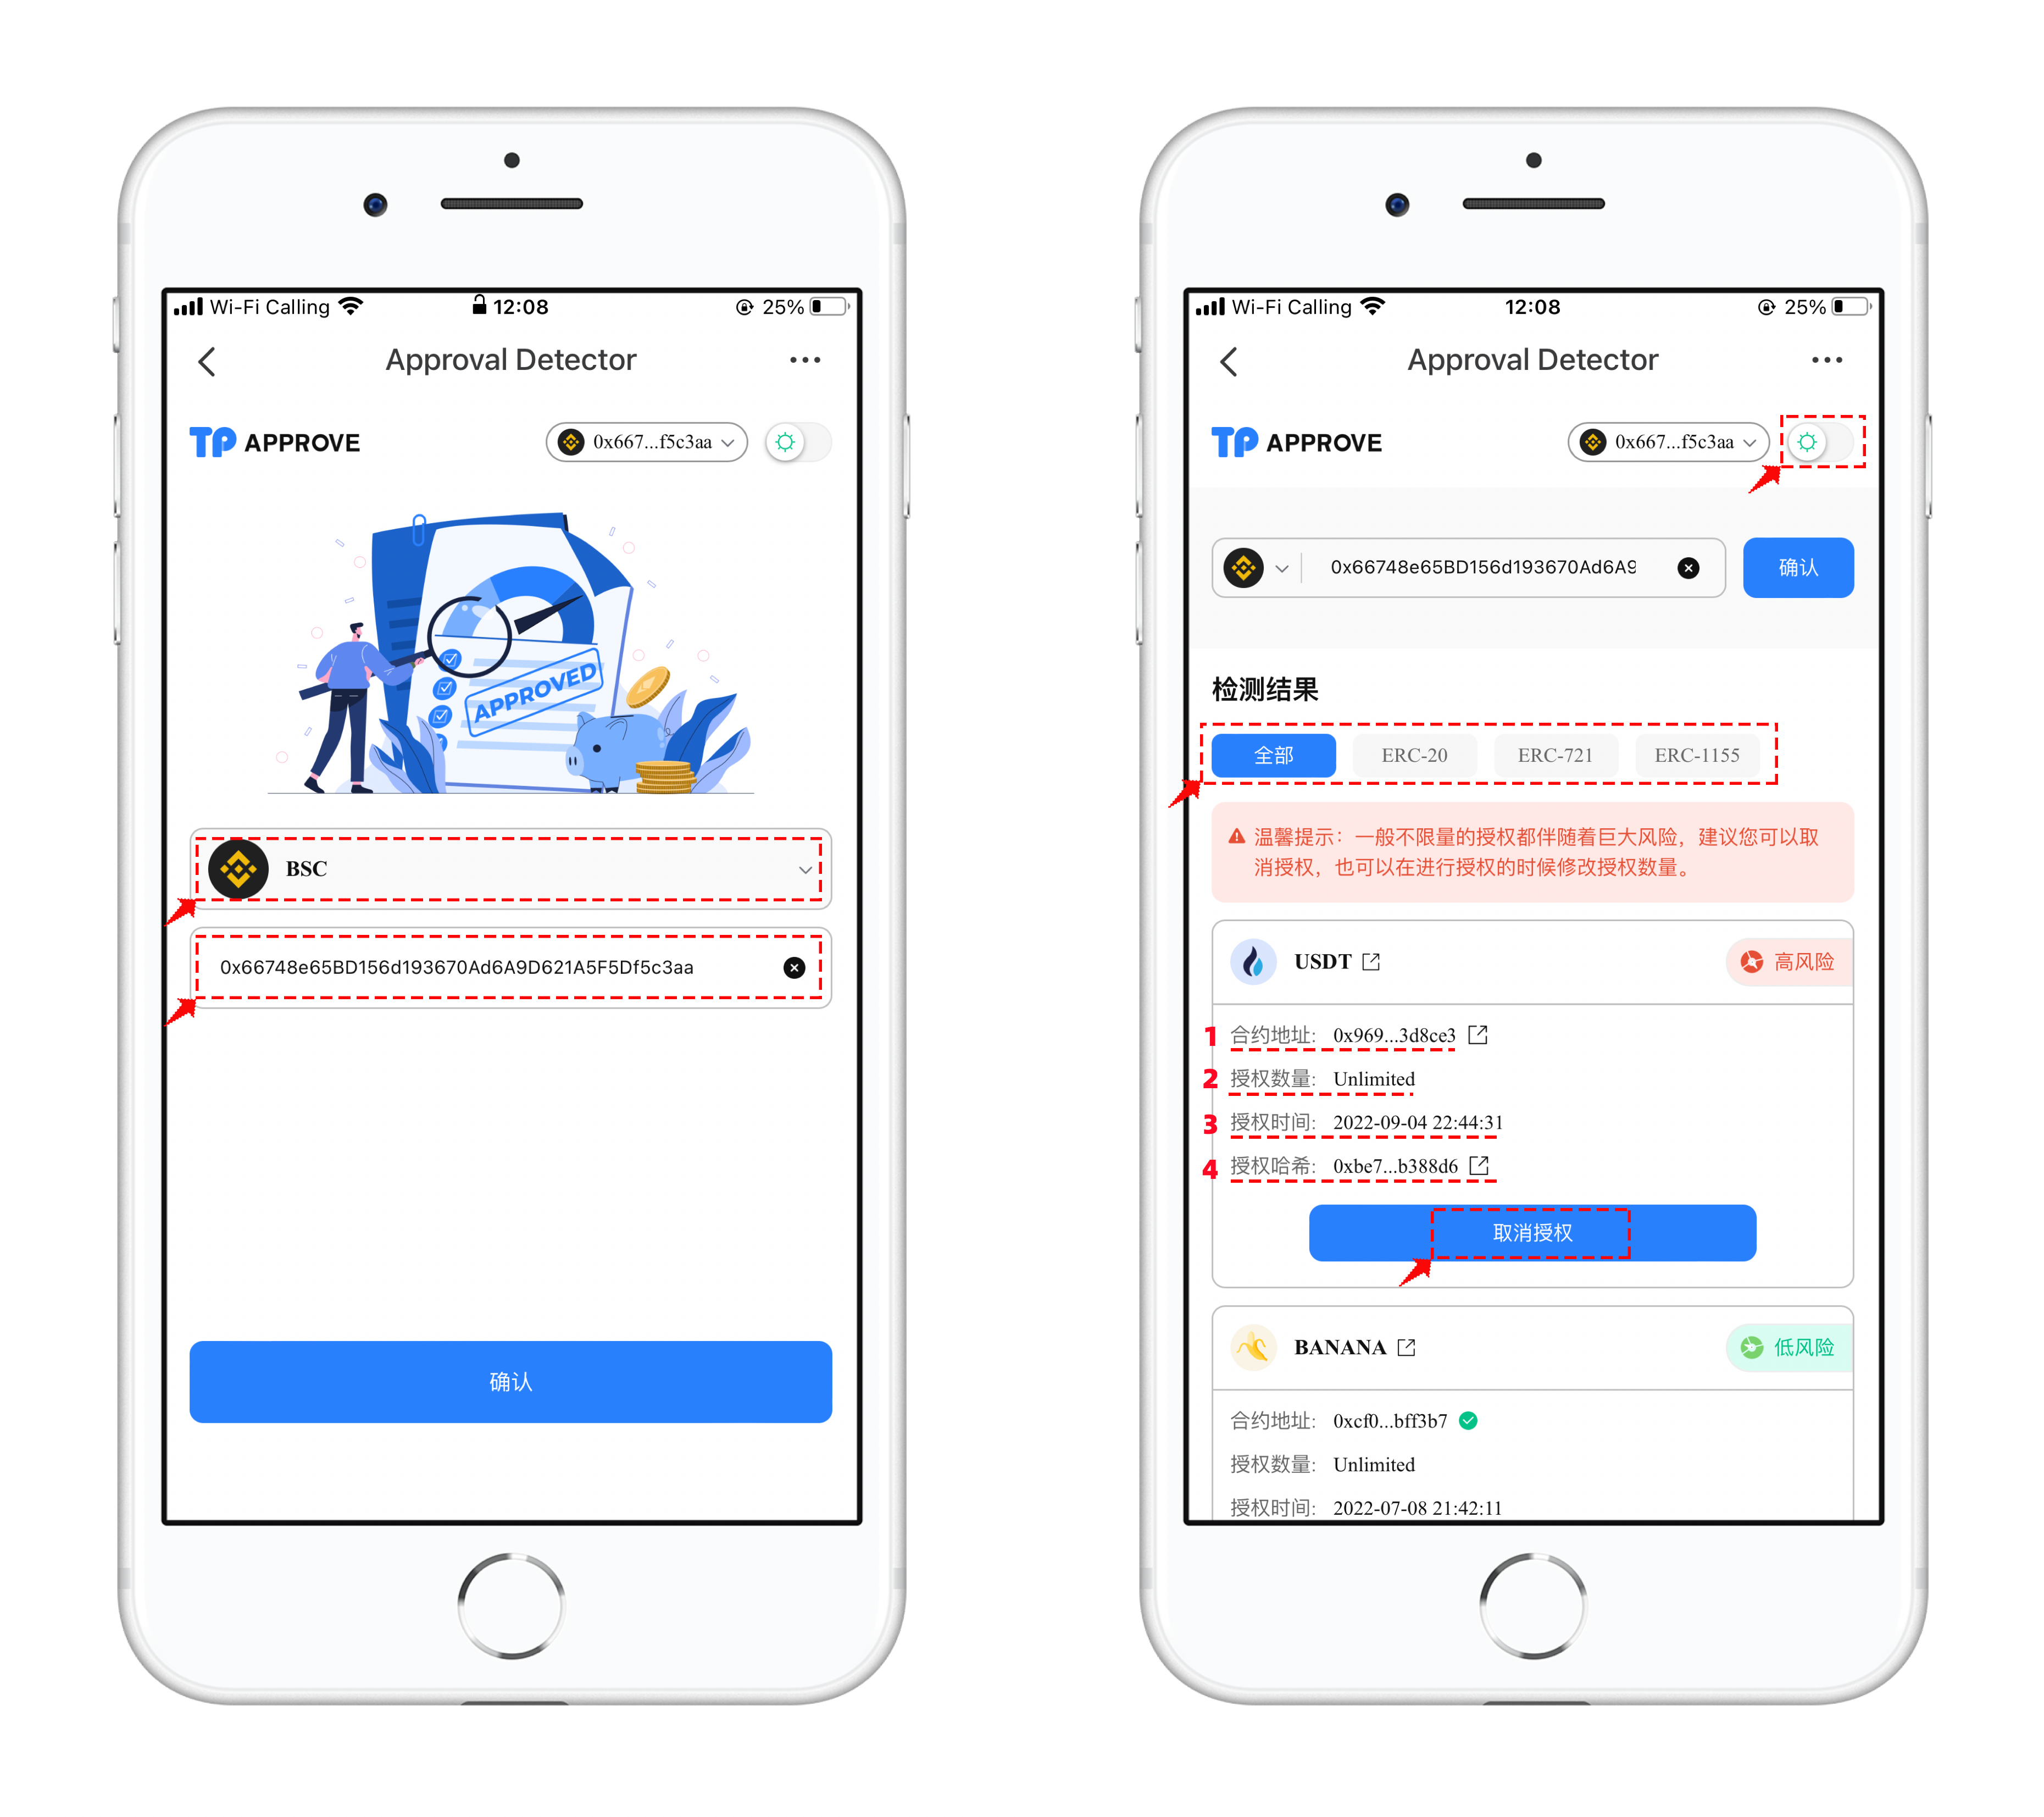 Wi-Fi Calling 12:08 25%
Approval Detector
TP APPROVE 0x667...f5c3aa
APPROVED
BSC
0x66748e65BD156d193670Ad6A9D621A5F5Df5c3aa
确认
Wi-Fi Calling 12:08 25%
Approval Detector
TP APPROVE 0x667...f5c3aa
0x66748e65BD156d193670Ad6A9 确认
检测结果
全部 ERC-20 ERC-721 ERC-1155
温馨提示：一般不限量的授权都伴随着巨大风险，建议您可以取
消授权，也可以在进行授权的时候修改授权数量。
USDT 高风险
1 合约地址: 0x969...3d8ce3
2 授权数量: Unlimited
3 授权时间: 2022-09-04 22:44:31
4 授权哈希: 0xbe7...b388d6
取消授权
BANANA 低风险
合约地址: 0xcf0...bff3b7
授权数量: Unlimited
授权时间: 2022-07-08 21:42:11